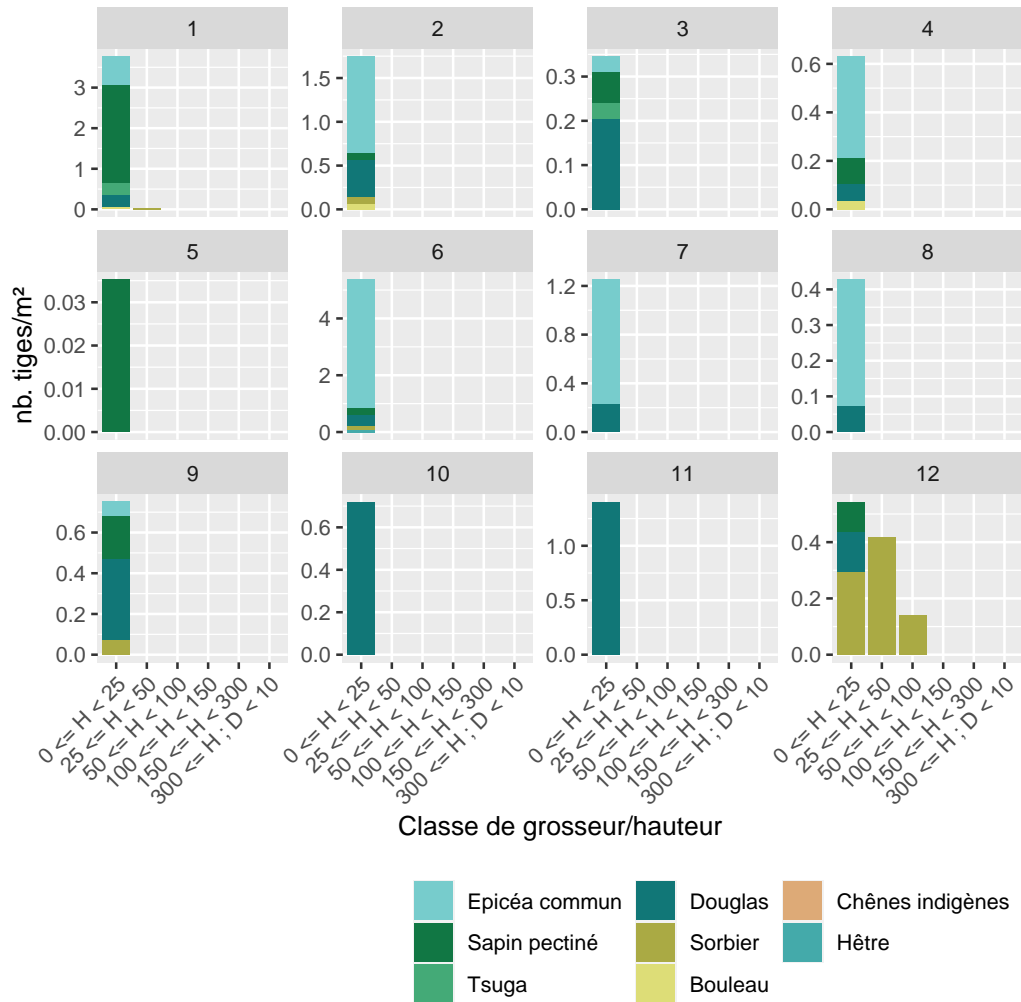 1 2 3 4
3 2 1 0
1.5 1.0 0.5 0.0
0.3 0.2 0.1 0.0
0.6 0.4 0.2 0.0
5 6 7 8
0.03 0.02 0.01 0.00
4 2 0
1.2 0.8 0.4 0.0
0.4 0.3 0.2 0.1 0.0
nb. tiges/m²
9 10 11 12
0.6 0.4 0.2 0.0
0.6 0.4 0.2 0.0
1.0 0.5 0.0
0.4 0.2 0.0
0 <= H < 25
25 <= H < 50
50 <= H < 100
100 <= H < 150
150 <= H < 300
300 <= H ; D < 10
0 <= H < 25
25 <= H < 50
50 <= H < 100
100 <= H < 150
150 <= H < 300
300 <= H ; D < 10
0 <= H < 25
25 <= H < 50
50 <= H < 100
100 <= H < 150
150 <= H < 300
300 <= H ; D < 10
0 <= H < 25
25 <= H < 50
50 <= H < 100
100 <= H < 150
150 <= H < 300
300 <= H ; D < 10
Classe de grosseur/hauteur
Epicéa commun Douglas Chênes indigènes
Sapin pectiné Sorbier Hêtre
Tsuga Bouleau